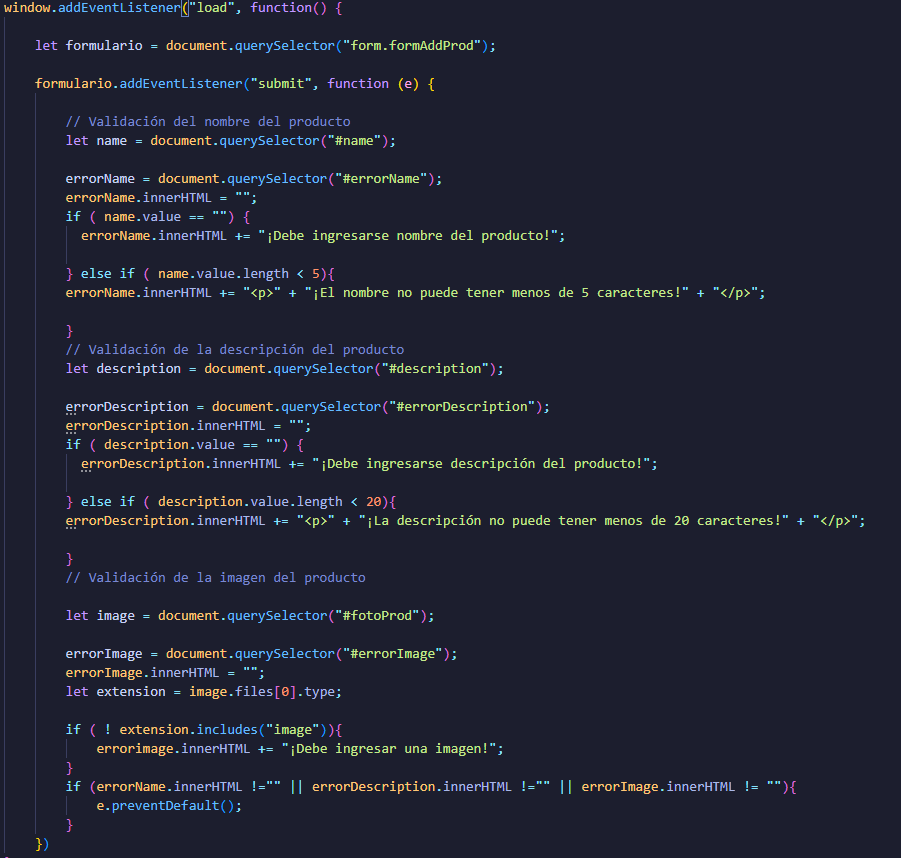 window.addEventListener("load", function() {
let formulario = document.querySelector("form.formAddProd");
formulario.addEventListener("submit", function (e) {
// Validación del nombre del producto
let name = document.querySelector("#name");
errorName = document.querySelector("#errorName");
errorName.innerHTML = "";
if ( name.value == "") {
errorName.innerHTML += "¡Debe ingresarse nombre del producto!";
} else if ( name.value.length < 5){
errorName.innerHTML += "<p>" + "¡El nombre no puede tener menos de 5 caracteres!" + "</p>";
}
// Validación de la descripción del producto
let description = document.querySelector("#description");
errorDescription = document.querySelector("#errorDescription");
errorDescription.innerHTML = "";
if ( description.value == "") {
errorDescription.innerHTML += "¡Debe ingresarse descripción del producto!";
} else if ( description.value.length < 20){
errorDescription.innerHTML += "<p>" + "¡La descripción no puede tener menos de 20 caracteres!" + "</p>";
}
// Validación de la imagen del producto
let image = document.querySelector("#fotoProd");
errorImage = document.querySelector("#errorImage");
errorImage.innerHTML = "";
let extension = image.files[0].type;
if ( ! extension.includes("image")){
errorimage.innerHTML += "¡Debe ingresar una imagen!";
}
if (errorName.innerHTML !="" || errorDescription.innerHTML !="" || errorImage.innerHTML != ""){
e.preventDefault();
}
})